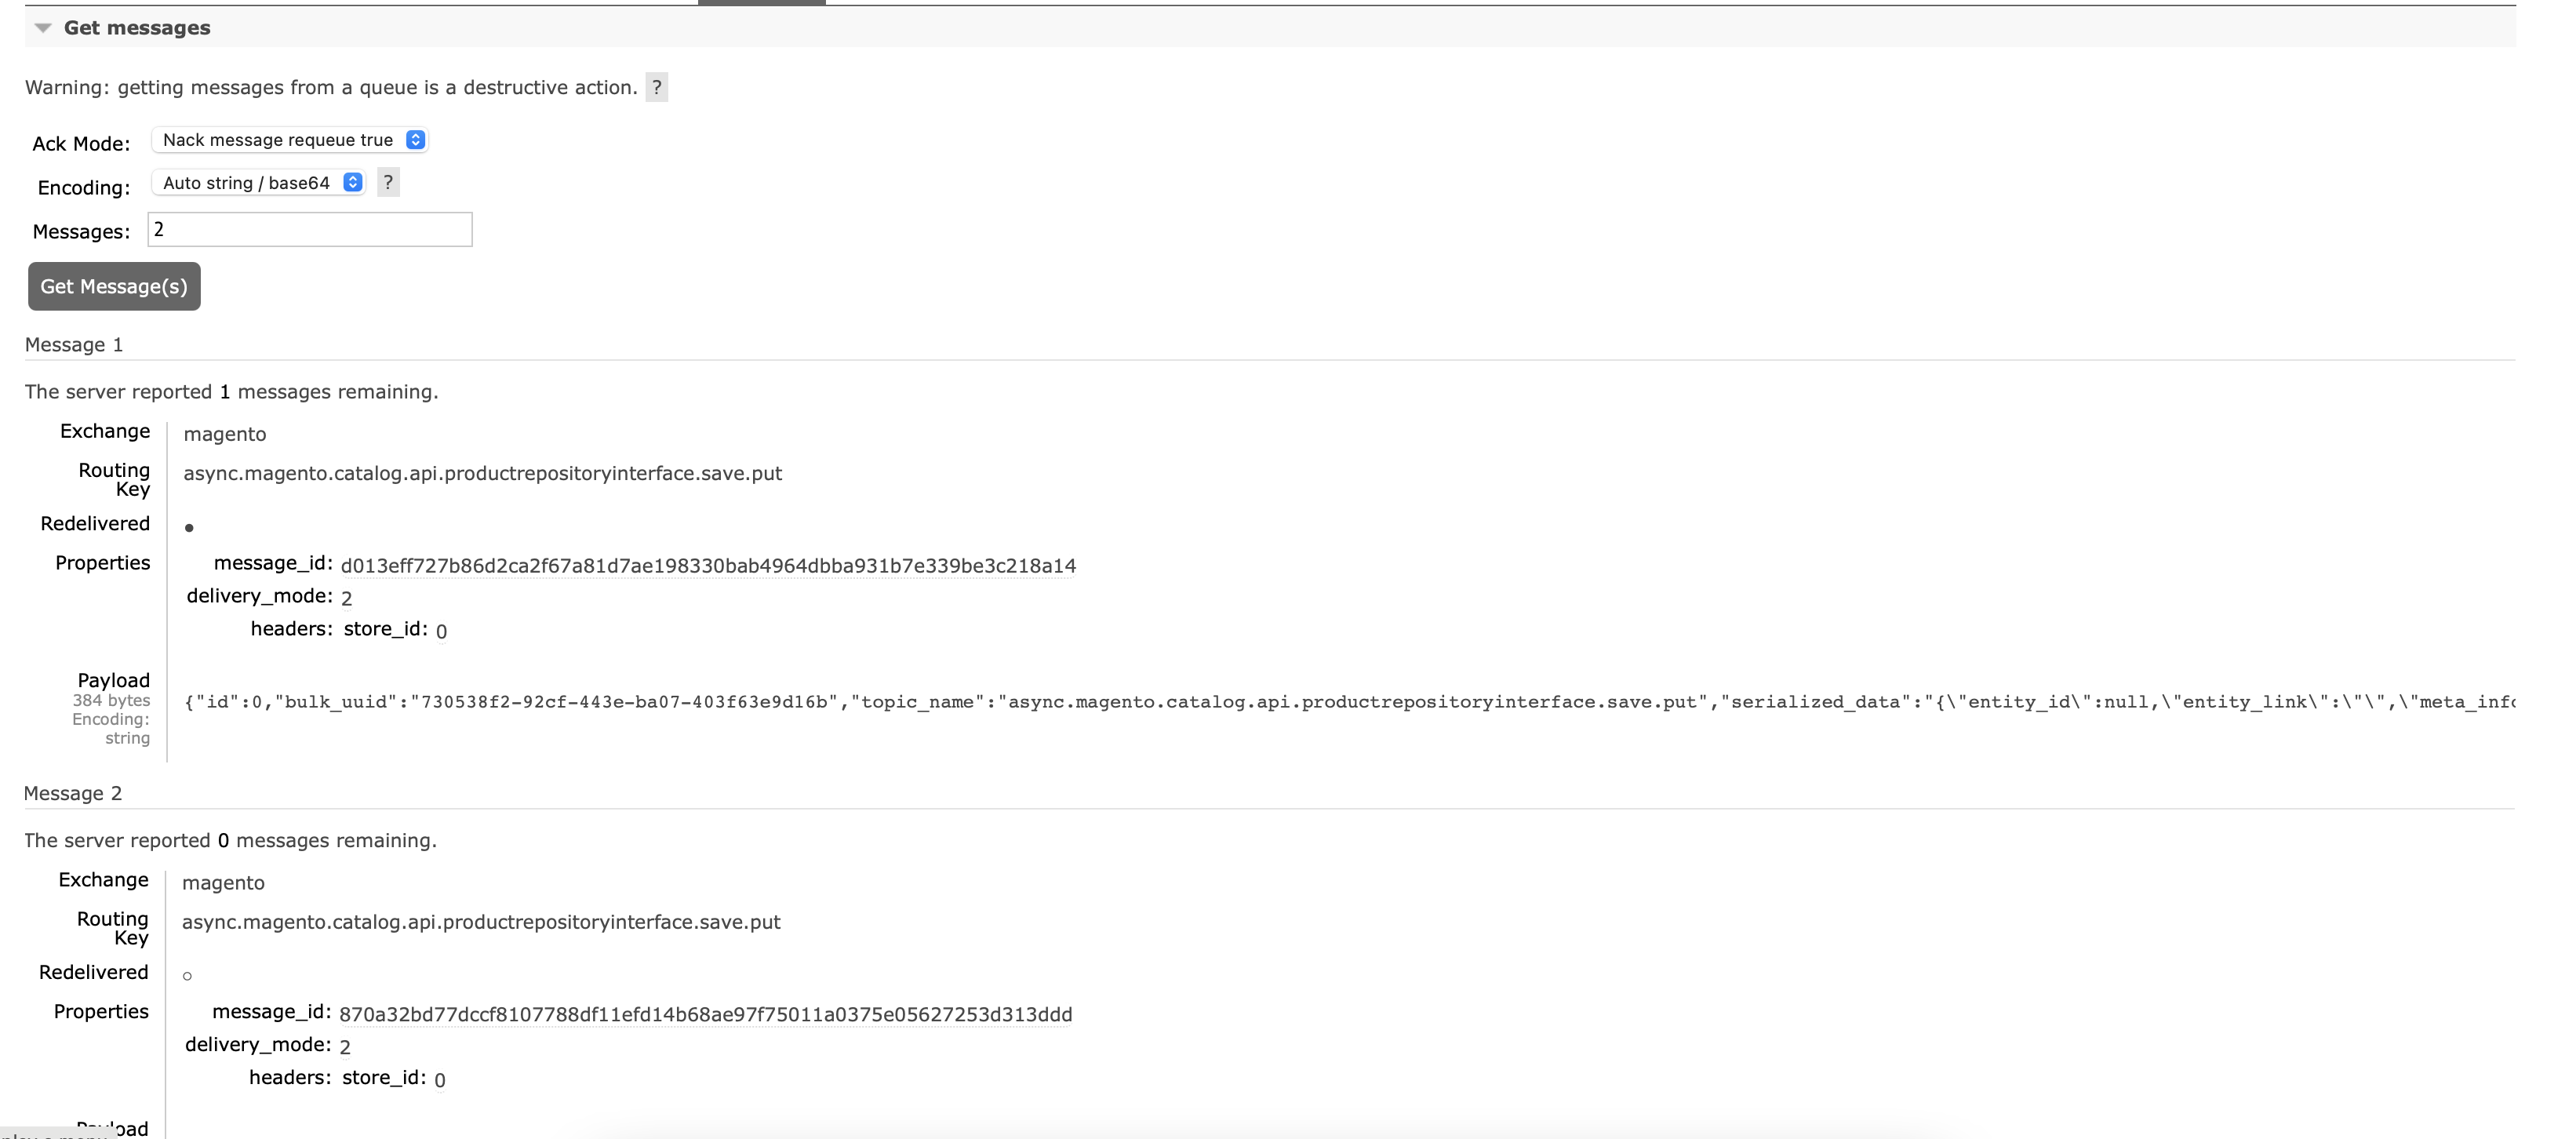 Get messages
Warning: getting messages from a queue is a destructive action. ?
Ack Mode: Nack message requeue true
Encoding: Auto string / base64 ?
Messages: 2
Get Message(s)
Message 1
The server reported 1 messages remaining.
Exchange magento
Routing Key async.magento.catalog.api.productrepositoryinterface.save.put
Redelivered ●
Properties message_id: d013eff727b86d2ca2f67a81d7ae198330bab4964dbba931b7e339be3c218a14
delivery_mode: 2
headers: store_id: 0
Payload
384 bytes
Encoding: string
{"id":0,"bulk_uuid":"730538f2-92cf-443e-ba07-403f63e9d16b","topic_name":"async.magento.catalog.api.productrepositoryinterface.save.put","serialized_data":"{\"entity_id\":null,\"entity_link\":\"\",\"meta_info
Message 2
The server reported 0 messages remaining.
Exchange magento
Routing Key async.magento.catalog.api.productrepositoryinterface.save.put
Redelivered ○
Properties message_id: 870a32bd77dccf8107788df11efd14b68ae97f75011a0375e05627253d313ddd
delivery_mode: 2
headers: store_id: 0
Payload